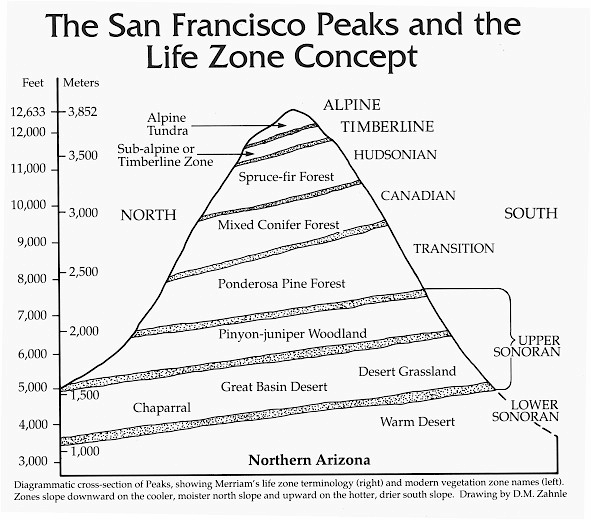 The San Francisco Peaks and the
Life Zone Concept
Feet
Meters
12,633
3,852
12,000
11,000
3,500
10,000
3,000
9,000
8,000
2,500
7,000
2,000
6,000
5,000
1,500
4,000
1,000
3,000
Alpine
Tundra
Sub-alpine or
Timberline Zone
NORTH
SOUTH
ALPINE
TIMBERLINE
HUDSONIAN
CANADIAN
TRANSITION
UPPER
SONORAN
LOWER
SONORAN
Spruce-fir Forest
Mixed Conifer Forest
Ponderosa Pine Forest
Pinyon-juniper Woodland
Desert Grassland
Great Basin Desert
Chaparral
Warm Desert
Northern Arizona
Diagrammatic cross-section of Peaks, showing Merriam's life zone terminology (right) and modern vegetation zone names (left).
Zones slope downward on the cooler, moister north slope and upward on the hotter, drier south slope. Drawing by D.M. Zahnle